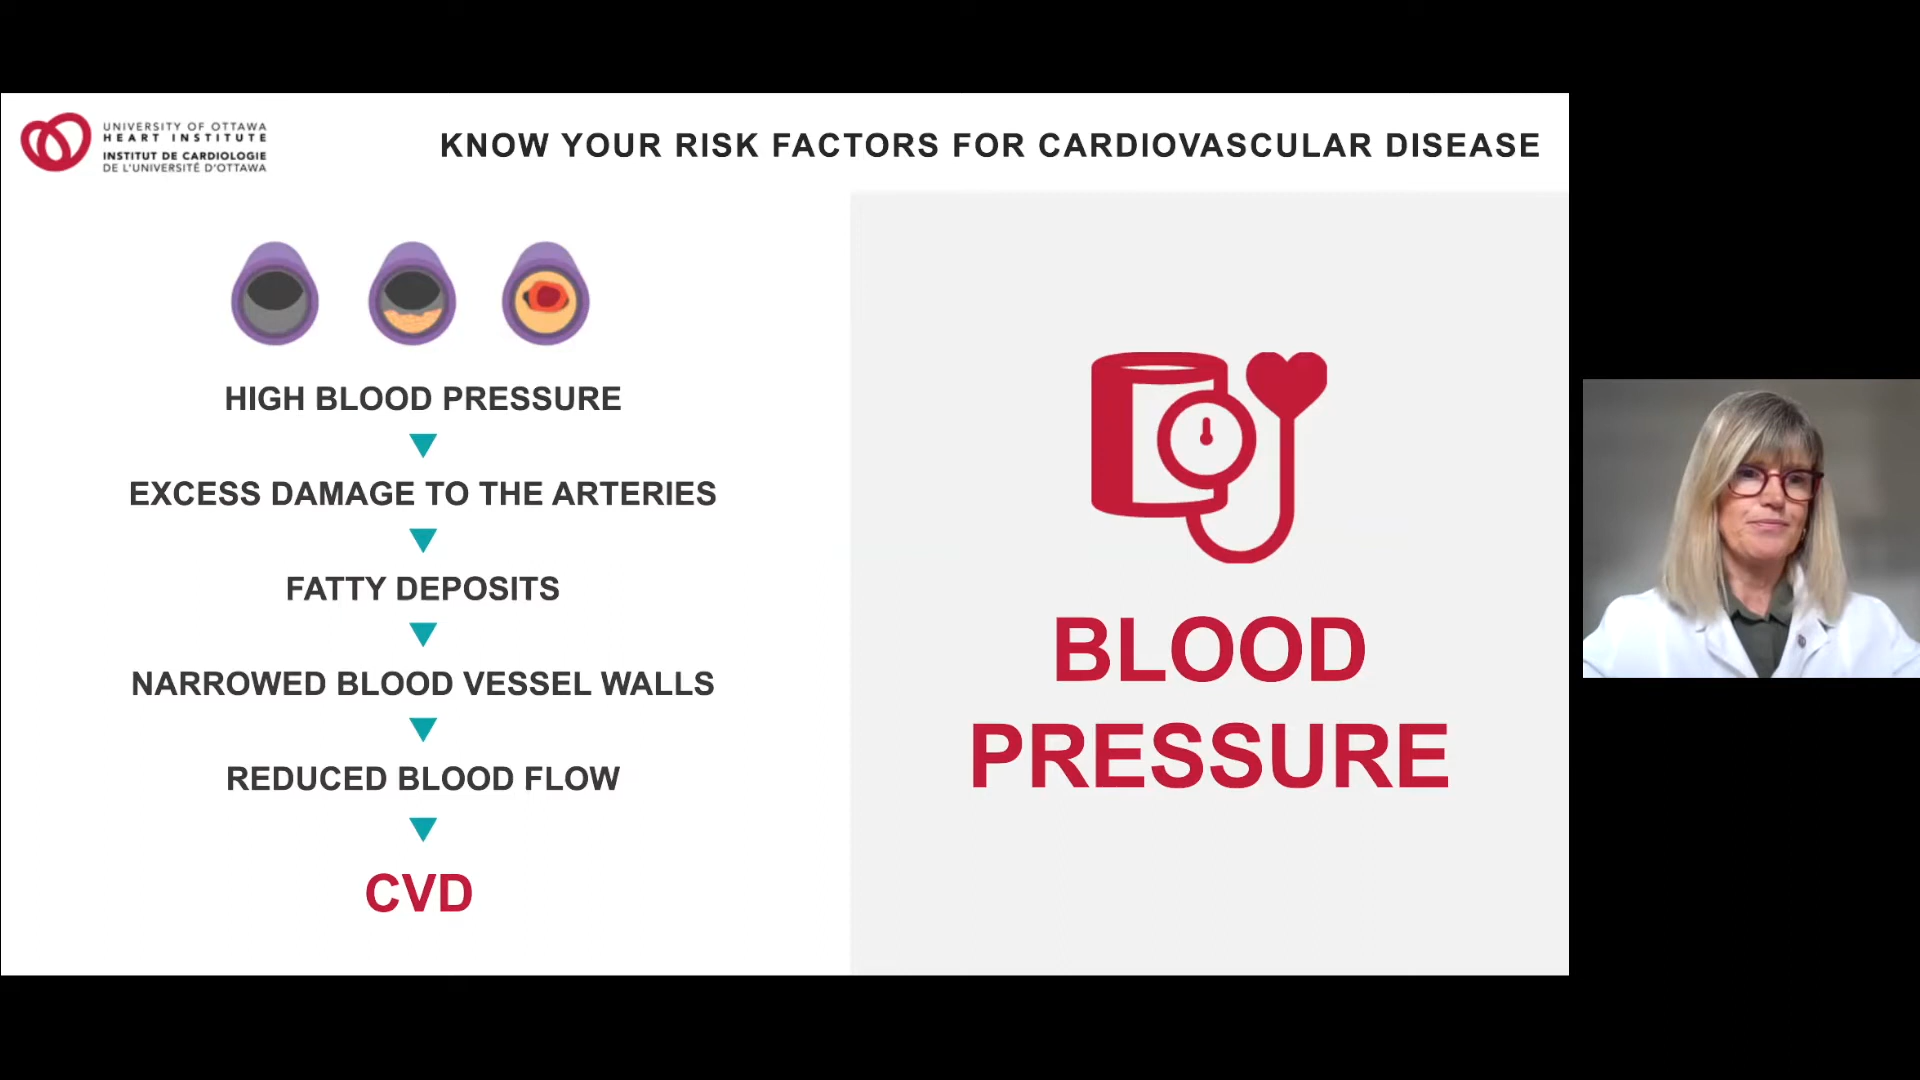 UNIVERSITY OF OTTAWA
HEART INSTITUTE
INSTITUT DE CARDIOLOGIE
DE L'UNIVERSITÉ D'OTTAWA
KNOW YOUR RISK FACTORS FOR CARDIOVASCULAR DISEASE
HIGH BLOOD PRESSURE
EXCESS DAMAGE TO THE ARTERIES
FATTY DEPOSITS
NARROWED BLOOD VESSEL WALLS
REDUCED BLOOD FLOW
CVD
BLOOD
PRESSURE